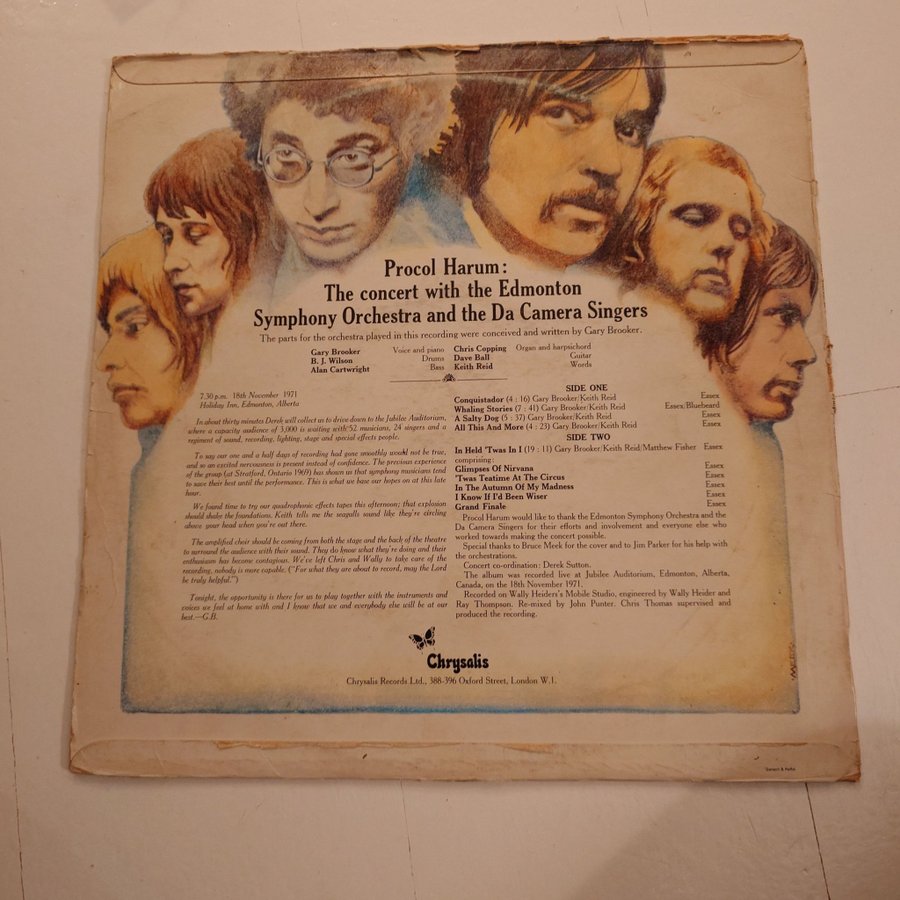 Procol Harum:
The concert with the Edmonton
Symphony Orchestra and the Da Camera Singers
The parts for the orchestra played in this recording were conceived and written by Gary Brooker.
Gary Brooker Voice and piano Chris Copping Organ and harpsichord
B. J. Wilson Drums Dave Ball Guitar
Alan Cartwright Bass Keith Reid Words
7.30 p.m. 18th November 1971
Holiday Inn, Edmonton, Alberta
In about thirty minutes Derek will collect us to drive down to the Jubilee Auditorium,
where a capacity audience of 3,000 is waiting with 52 musicians, 24 singers and a
regiment of sound, recording, lighting, stage and special effects people.
To say our one and a half days of recording had gone smoothly would not be true,
and so an excited nervousness is present instead of confidence. The precious experience
of the group (at Stratford, Ontario 1969) has shown us that symphony musicians tend
to save their best until the performance. This is what we base our hopes on at this late
hour.
We found time to try our quadrophonic effects tapes this afternoon; that explosion
should shake the foundations. Keith tells me the seagulls sound like they're circling
above your head when you're out there.
The amplified choir should be coming from both the stage and the back of the theatre
to surround the audience with their sound. They do know what they're doing and their
enthusiasm has become contagious. We've left Chris and Wally to take care of the
recording, nobody is more capable. ("For what they are about to record, may the Lord
be truly helpful.")
Tonight, the opportunity is there for us to play together with the instruments and
voices we feel at home with and I know that we and everybody else will be at our
best.—G.B.
SIDE ONE
Conquistador (4 : 16) Gary Brooker/Keith Reid Essex
Whaling Stories (7 : 41) Gary Brooker/Keith Reid Essex/Bluebeard
A Salty Dog (5 : 37) Gary Brooker/Keith Reid Essex
All This And More (4 : 23) Gary Brooker/Keith Reid Essex
SIDE TWO
In Held 'Twas In I (19 : 11) Gary Brooker/Keith Reid/Matthew Fisher Essex
comprising:
Glimpses Of Nirvana Essex
'Twas Teatime At The Circus Essex
In The Autumn Of My Madness Essex
I Know If I'd Been Wiser Essex
Grand Finale Essex
Procol Harum would like to thank the Edmonton Symphony Orchestra and the
Da Camera Singers for their efforts and involvement and everyone else who
worked towards making the concert possible.
Special thanks to Bruce Meek for the cover and to Jim Parker for his help with
the orchestrations.
Concert co-ordination: Derek Sutton.
The album was recorded live at Jubilee Auditorium, Edmonton, Alberta,
Canada, on the 18th November 1971.
Recorded on Wally Heiders's Mobile Studio, engineered by Wally Heider and
Ray Thompson. Re-mixed by John Punter. Chris Thomas supervised and
produced the recording.
Chrysalis
Chrysalis Records Ltd., 388-396 Oxford Street, London W.1.